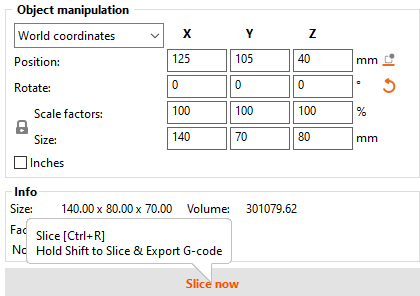 Object manipulation
World coordinates X Y Z
Position: 125 105 40 mm
Rotate: 0 0 0 °
Scale factors: 100 100 100 %
Size: 140 70 80 mm
Inches
Info
Size: 140.00 x 80.00 x 70.00 Volume: 301079.62
Fac
No
Slice [Ctrl+R]
Hold Shift to Slice & Export G-code
Slice now